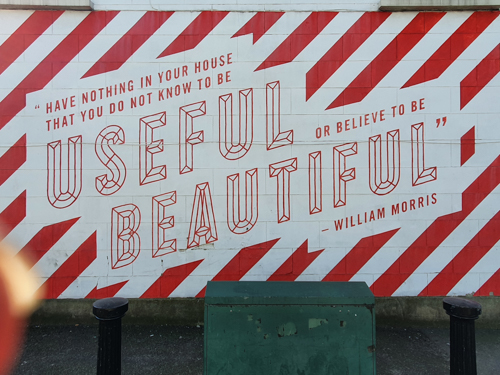 “ HAVE NOTHING IN YOUR HOUSE
THAT YOU DO NOT KNOW TO BE
USEFUL
OR BELIEVE TO BE
BEAUTIFUL”
– WILLIAM MORRIS